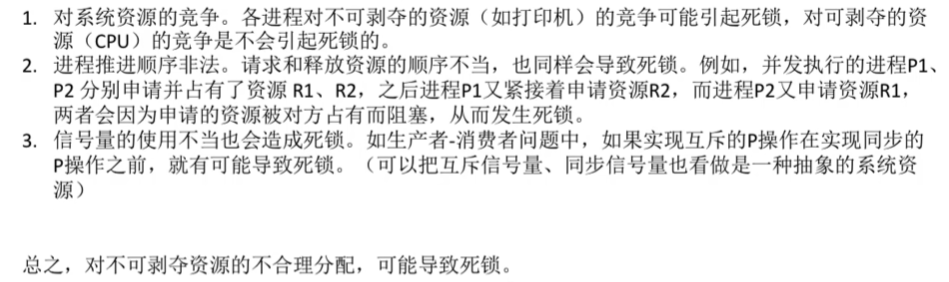 1. 对系统资源的竞争。各进程对不可剥夺的资源（如打印机）的竞争可能引起死锁，对可剥夺的资
源（CPU）的竞争是不会引起死锁的。
2. 进程推进顺序非法。请求和释放资源的顺序不当，也同样会导致死锁。例如，并发执行的进程P1、
P2 分别申请并占有了资源 R1、R2，之后进程P1又紧接着申请资源R2，而进程P2又申请资源R1，
两者会因为申请的资源被对方占有而阻塞，从而发生死锁。
3. 信号量的使用不当也会造成死锁。如生产者-消费者问题中，如果实现互斥的P操作在实现同步的
P操作之前，就有可能导致死锁。（可以把互斥信号量、同步信号量也看做是一种抽象的系统资
源）
总之，对不可剥夺资源的不合理分配，可能导致死锁。